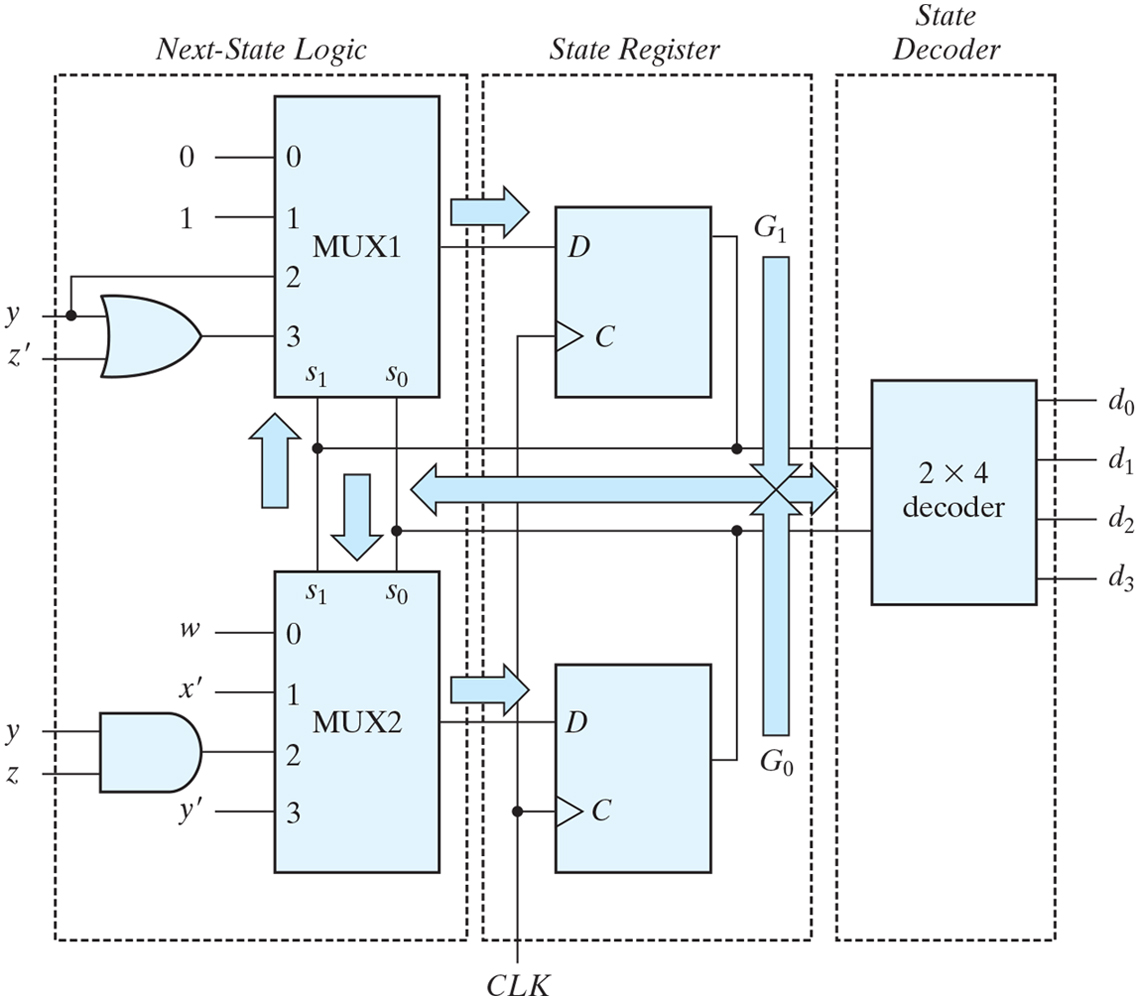 Next-State Logic
State Register
State
Decoder
0
0
1
1
MUX1
2
y
z′
3
s₁ s₀
D
C
G₁
2 × 4
decoder
d₀
d₁
d₂
d₃
s₁ s₀
w
0
x′
1
MUX2
y
z
2
y′
3
D
C
G₀
CLK